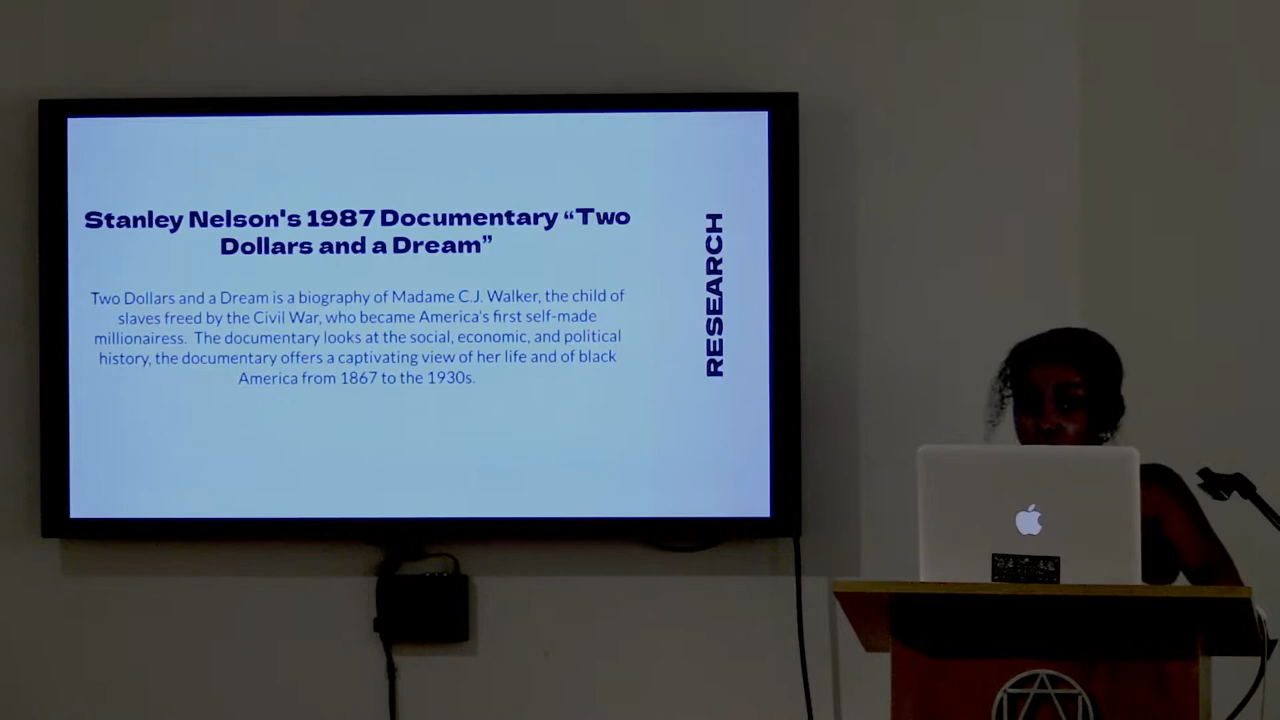 Stanley Nelson's 1987 Documentary “Two
Dollars and a Dream”
Two Dollars and a Dream is a biography of Madame C.J. Walker, the child of
slaves freed by the Civil War, who became America's first self-made
millionairess.  The documentary looks at the social, economic, and political
history, the documentary offers a captivating view of her life and of black
America from 1867 to the 1930s.
RESEARCH